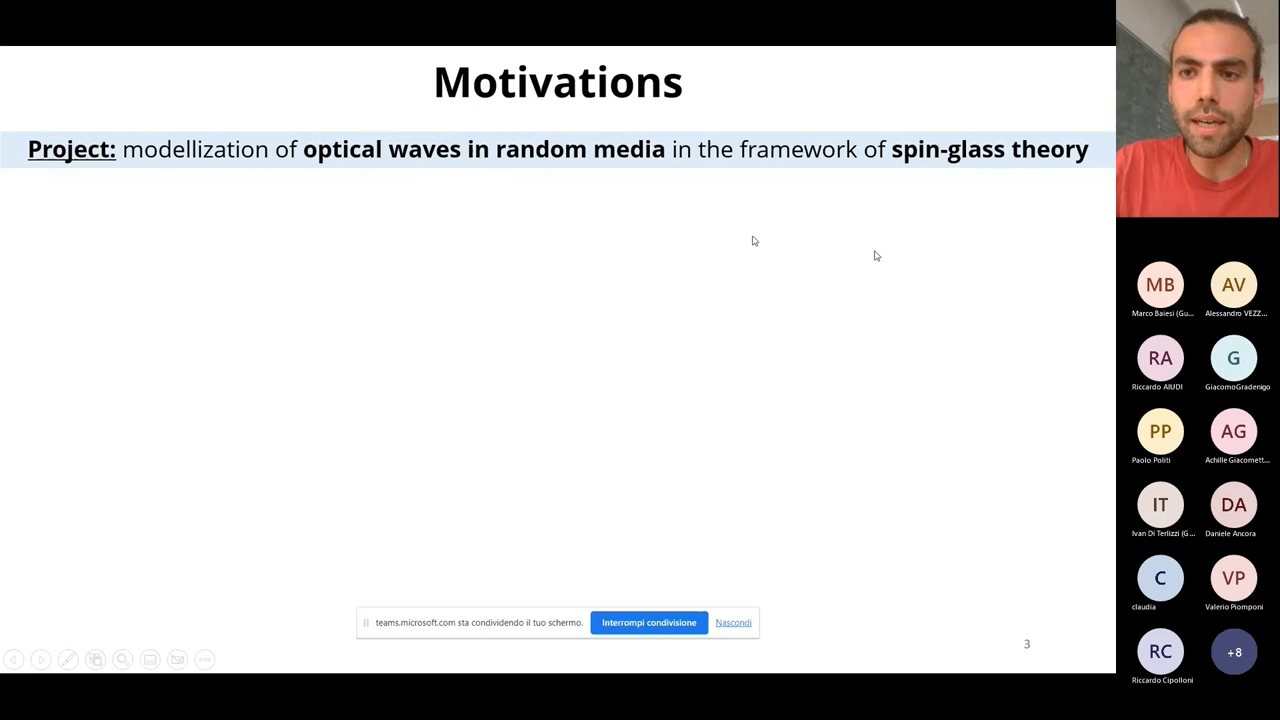 Motivations
Project: modellization of optical waves in random media in the framework of spin-glass theory
teams.microsoft.com sta condividendo il tuo schermo. Interrompi condivisione Nascondi
3
MB AV
Marco Baiesi (Gu... Alessandro VEZZ...
RA G
Riccardo AIUDI GiacomoGradenigo
PP AG
Paolo Politi Achille Giacomett...
IT DA
Ivan Di Terlizzi (G... Daniele Ancora
C VP
claudia Valerio Piomponi
RC +8
Riccardo Cipolloni